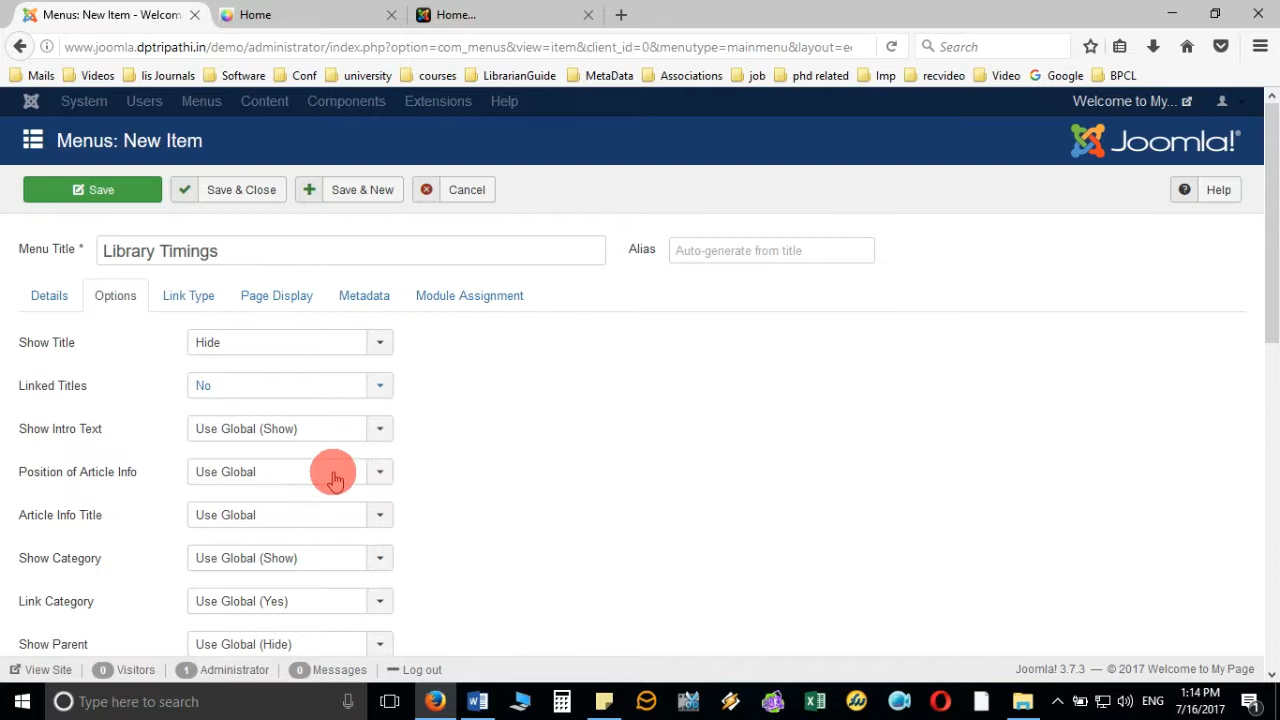 Menus: New Item - Welcom
Home
Home...
www.joomla.dptripathi.in/demo/administrator/index.php?option=com_menus&view=item&client_id=0&menutype=mainmenu&layout=e
Search
Mails Videos lis Journals Software Conf university courses LibrarianGuide MetaData Associations job phd related Imp recvideo Video Google BPCL
System Users Menus Content Components Extensions Help Welcome to My...
Menus: New Item Joomla!®
Save Save & Close Save & New Cancel Help
Menu Title * Library Timings Alias Auto-generate from title
Details Options Link Type Page Display Metadata Module Assignment
Show Title Hide
Linked Titles No
Show Intro Text Use Global (Show)
Position of Article Info Use Global
Article Info Title Use Global
Show Category Use Global (Show)
Link Category Use Global (Yes)
Show Parent Use Global (Hide)
View Site 0 Visitors 1 Administrator 0 Messages Log out Joomla! 3.7.3 — © 2017 Welcome to My Page
Type here to search ENG 1:14 PM
7/16/2017 1